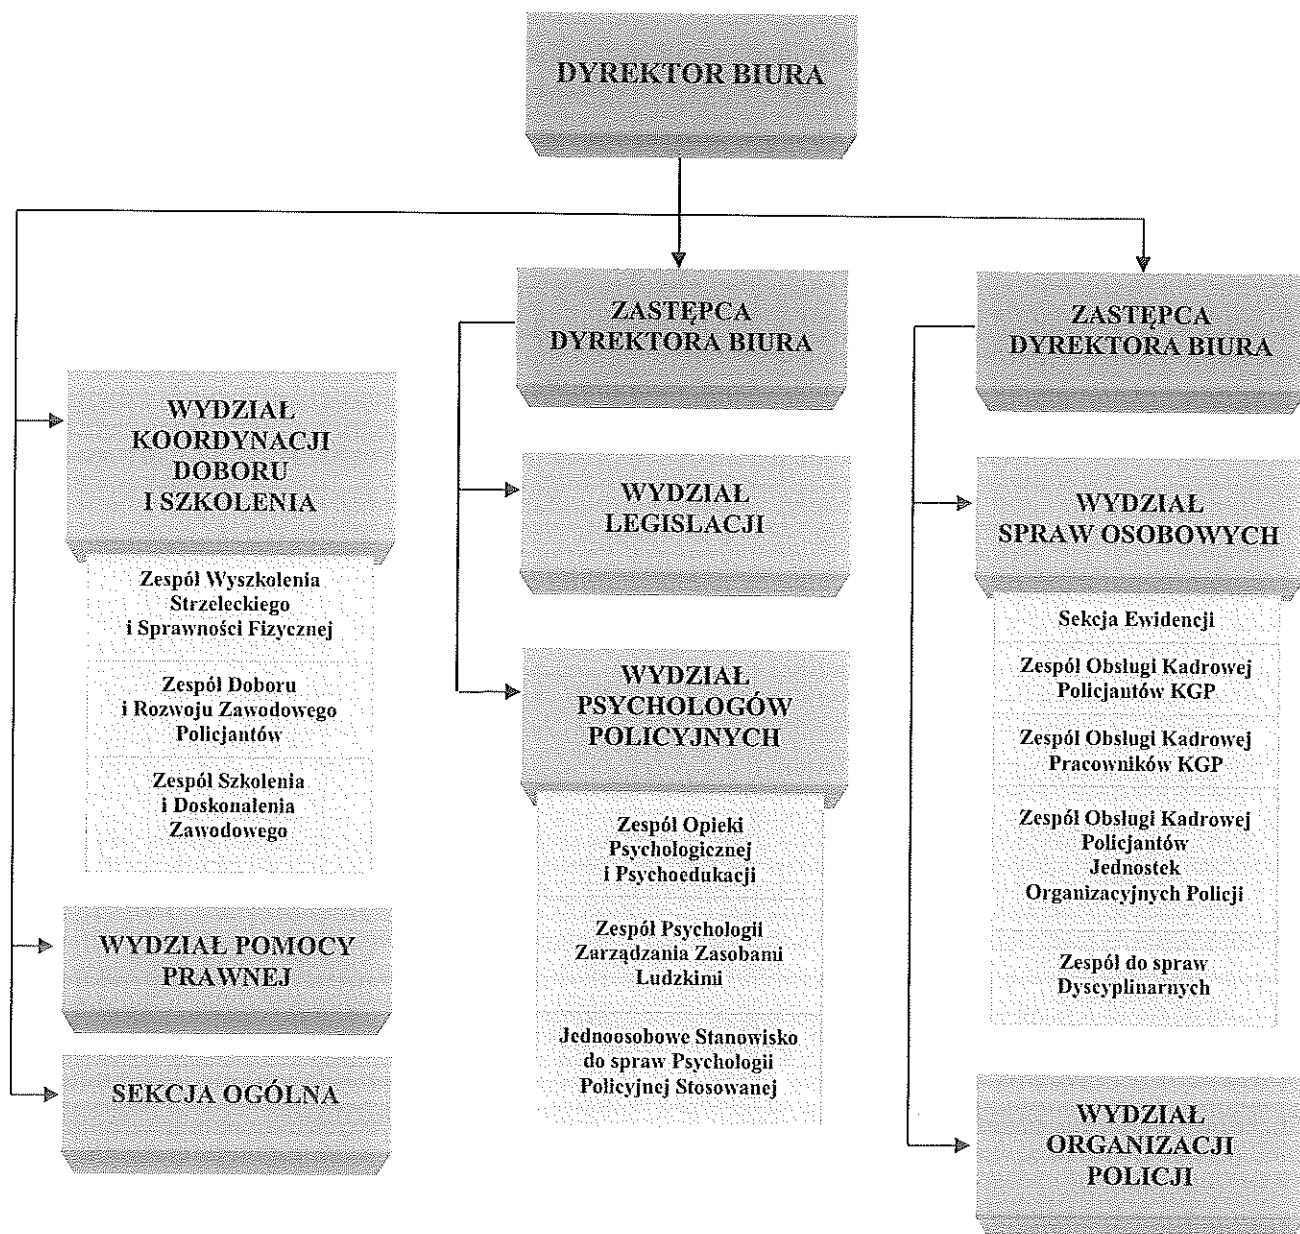 DYREKTOR BIURA
WYDZIAŁ
KOORDYNACJI
DOBORU
I SZKOLENIA
Zespół Wyszkolenia
Strzeleckiego
i Sprawności Fizycznej
Zespół Doboru
i Rozwoju Zawodowego
Policjantów
Zespół Szkolenia
i Doskonalenia
Zawodowego
WYDZIAŁ POMOCY
PRAWNEJ
SEKCJA OGÓLNA
ZASTĘPCA
DYREKTORA BIURA
WYDZIAŁ
LEGISLACJI
WYDZIAŁ
PSYCHOLOGÓW
POLICYJNYCH
Zespół Opieki
Psychologicznej
i Psychoedukacji
Zespół Psychologii
Zarządzania Zasobami
Ludzkimi
Jednoosobowe Stanowisko
do spraw Psychologii
Policyjnej Stosowanej
ZASTĘPCA
DYREKTORA BIURA
WYDZIAŁ
SPRAW OSOBOWYCH
Sekcja Ewidencji
Zespół Obsługi Kadrowej
Policjantów KGP
Zespół Obsługi Kadrowej
Pracowników KGP
Zespół Obsługi Kadrowej
Policjantów
Jednostek
Organizacyjnych Policji
Zespół do spraw
Dyscyplinarnych
WYDZIAŁ
ORGANIZACJI
POLICJI